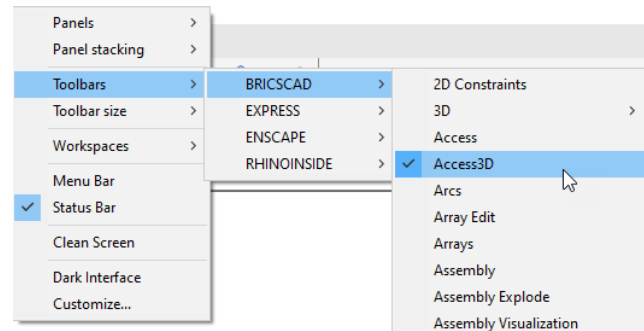 Panels
Panel stacking
Toolbars
Toolbar size
Workspaces
Menu Bar
Status Bar
Clean Screen
Dark Interface
Customize...
BRICSCAD
EXPRESS
ENSCAPE
RHINOINSIDE
2D Constraints
3D
Access
Access3D
Arcs
Array Edit
Arrays
Assembly
Assembly Explode
Assembly Visualization